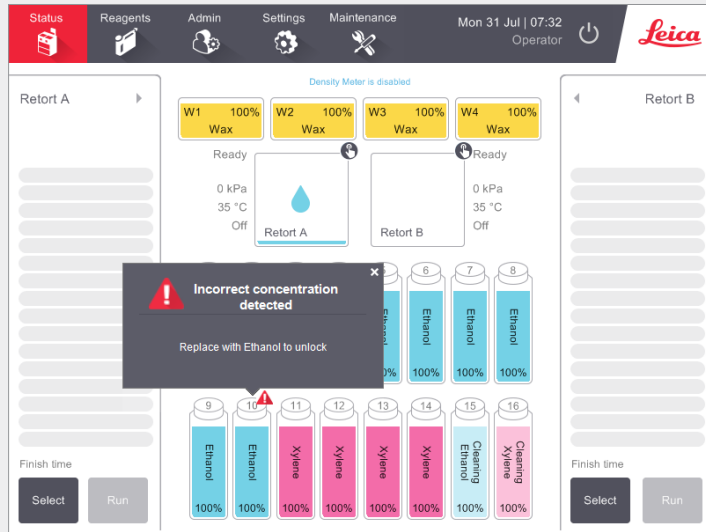 Status
Reagents
Admin
Settings
Maintenance
Mon 31 Jul | 07:32
Operator
Leica
Density Meter is disabled
Retort A
Retort B
W1 100%
Wax
W2 100%
Wax
W3 100%
Wax
W4 100%
Wax
Ready
0 kPa
35 °C
Off
Retort A
Retort B
Ready
0 kPa
35 °C
Off
Incorrect concentration
detected
Replace with Ethanol to unlock
5
Ethanol
0%
6
Ethanol
100%
7
Ethanol
100%
8
Ethanol
100%
9
Ethanol
100%
10
Ethanol
100%
11
Xylene
100%
12
Xylene
100%
13
Xylene
100%
14
Xylene
100%
15
Cleaning
Ethanol
100%
16
Cleaning
Xylene
100%
Finish time
Select
Run
Finish time
Select
Run